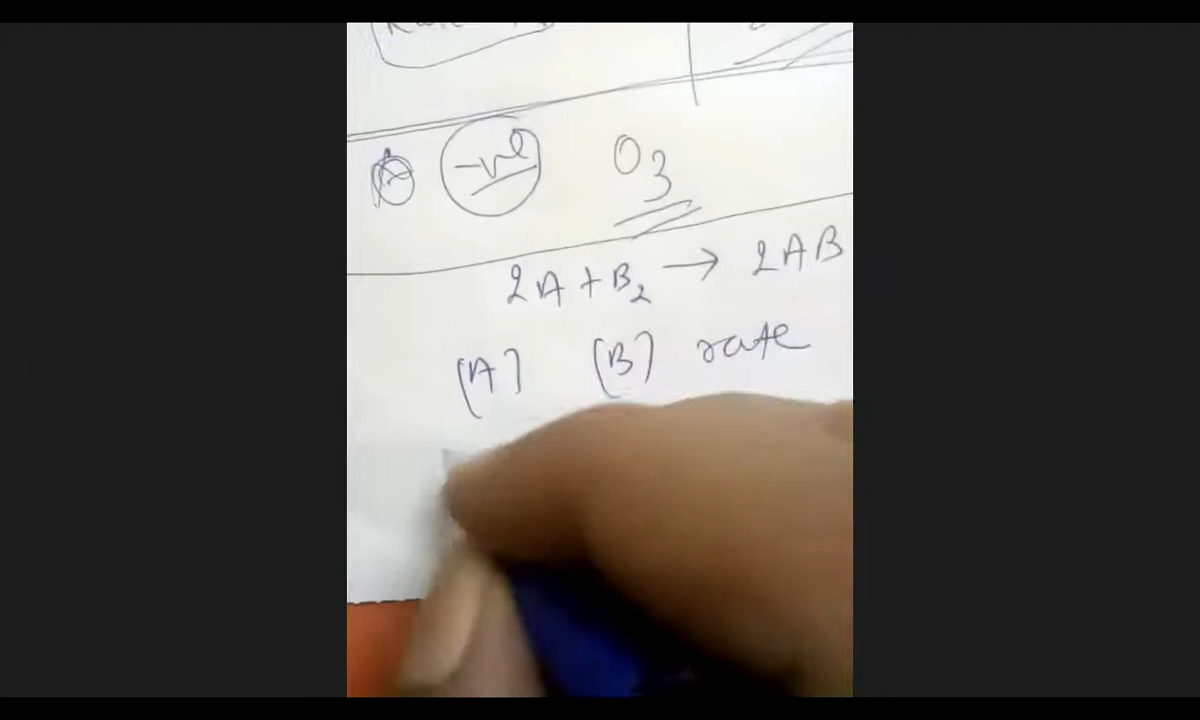 -ve O3
2A + B2 → 2AB
[A] [B] rate